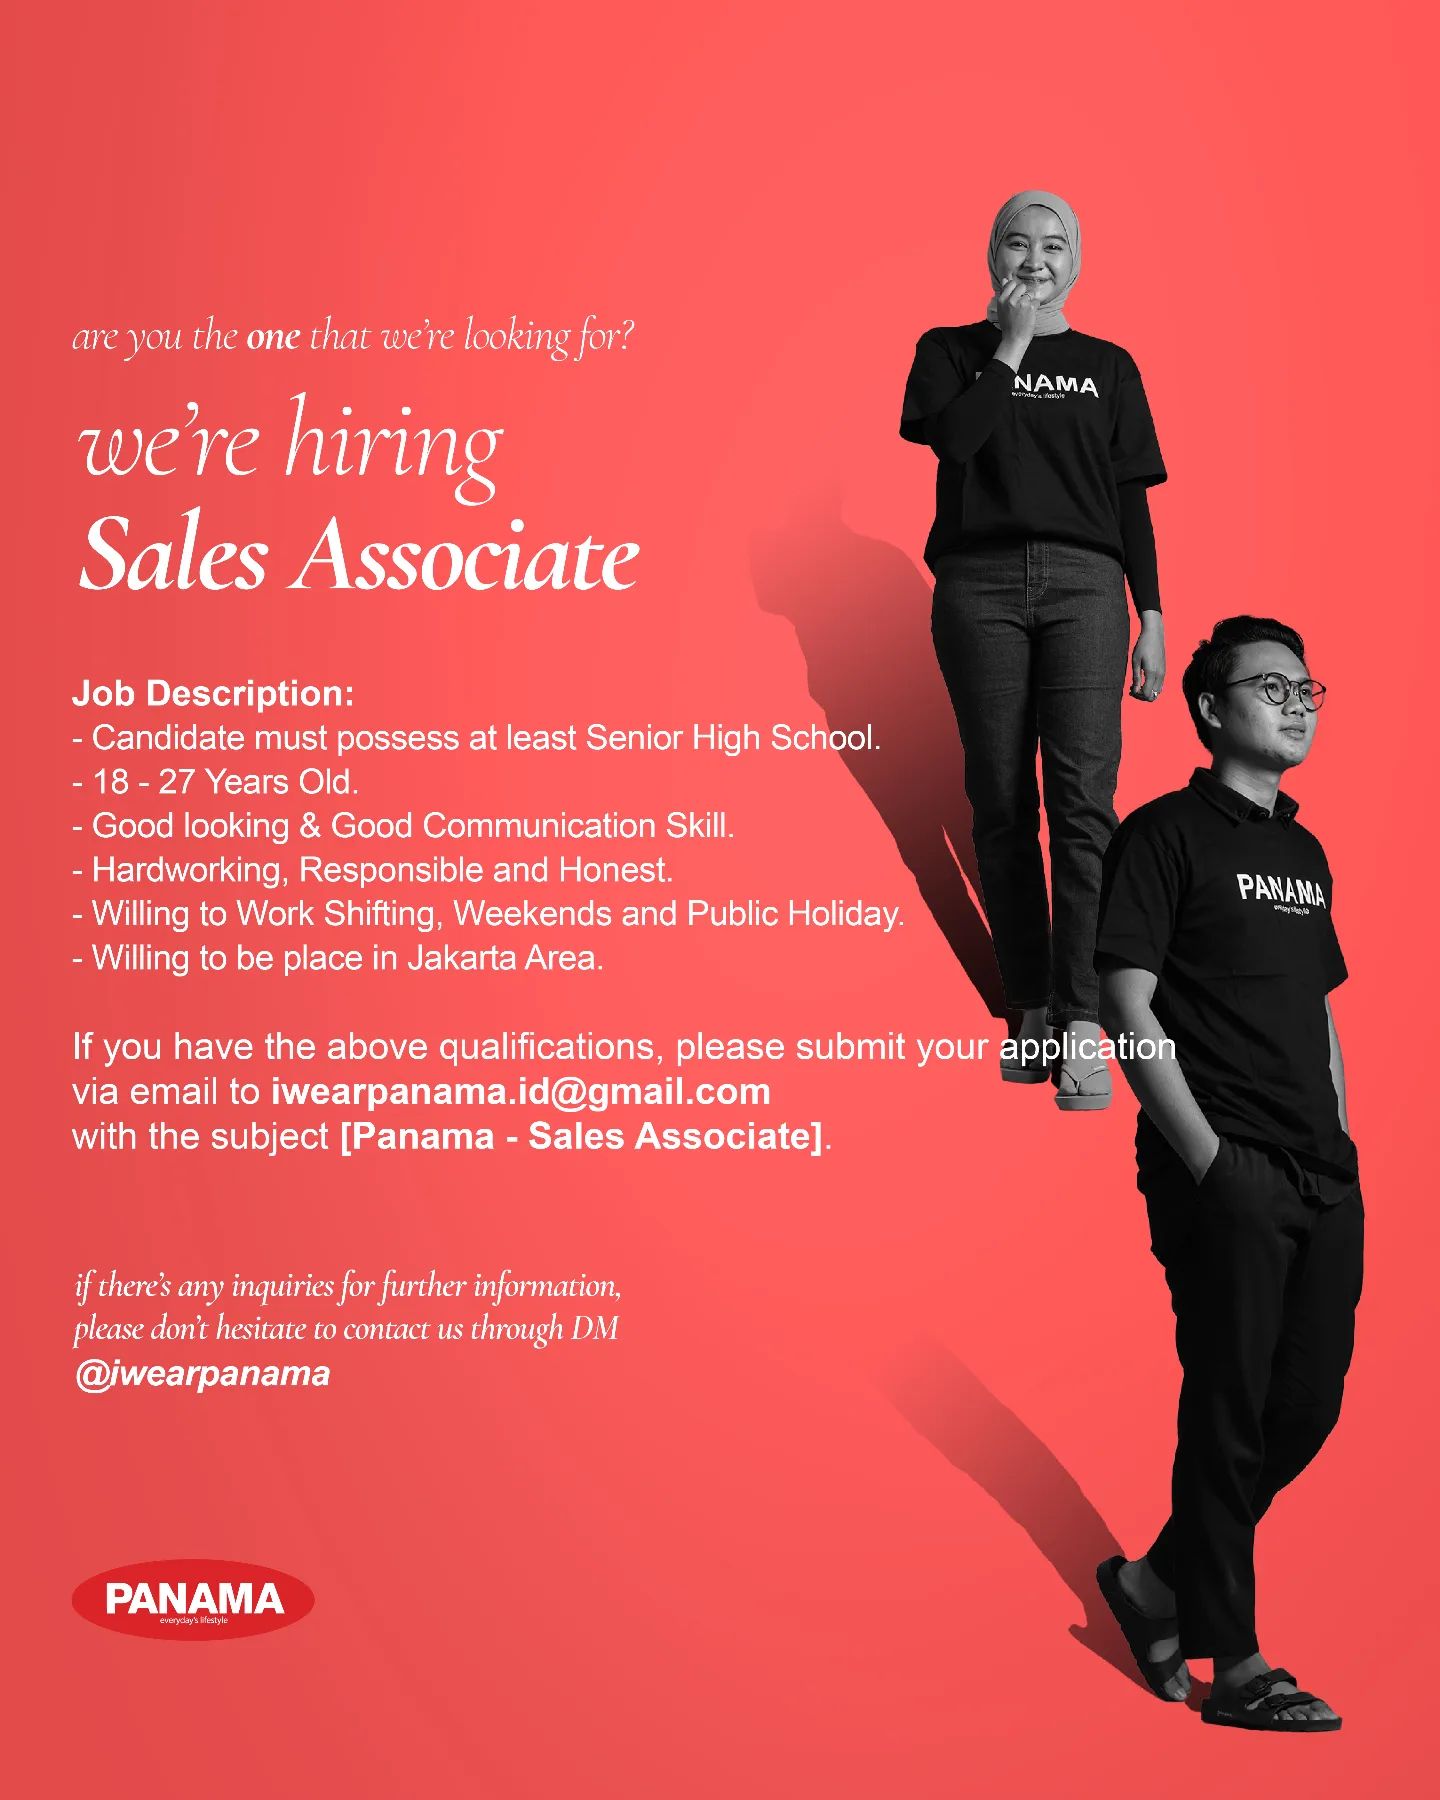 are you the one that we're looking for?
we're hiring
Sales Associate
Job Description:
- Candidate must possess at least Senior High School.
- 18 - 27 Years Old.
- Good looking & Good Communication Skill.
- Hardworking, Responsible and Honest.
- Willing to Work Shifting, Weekends and Public Holiday.
- Willing to be place in Jakarta Area.
If you have the above qualifications, please submit your application
via email to iwearpanama.id@gmail.com
with the subject [Panama - Sales Associate].
if there's any inquiries for further information,
please don't hesitate to contact us through DM
@iwearpanama
PANAMA
everyday's lifestyle
NAMA
everyday's lifestyle
PANAMA
everyday's lifestyle